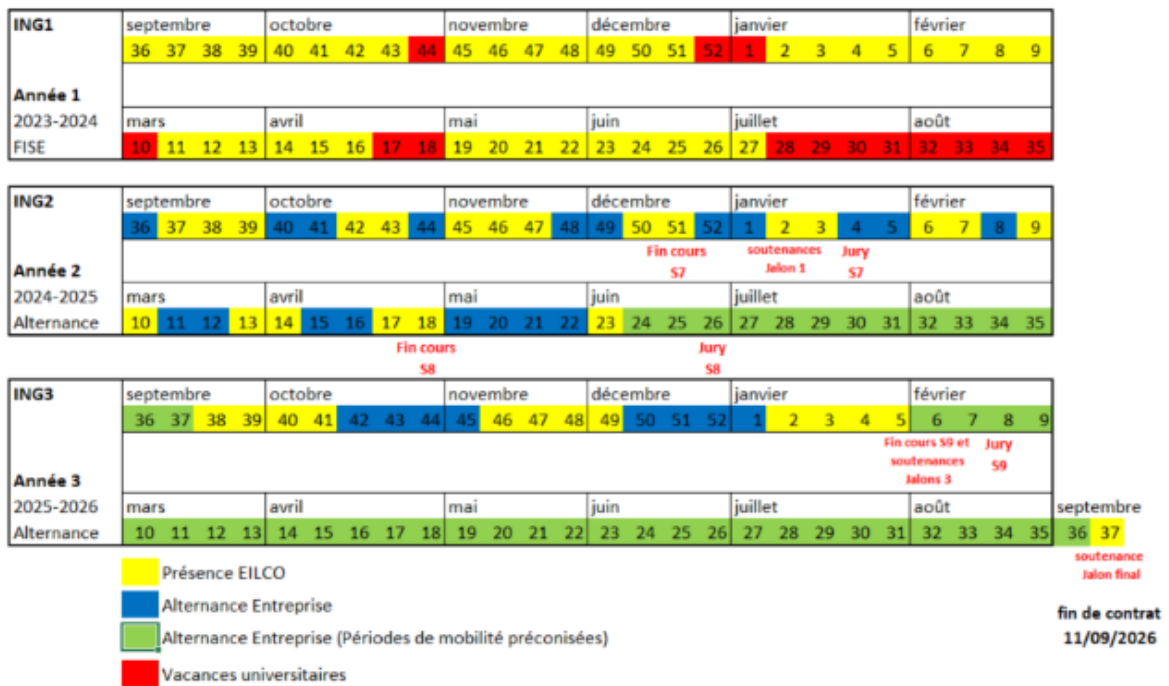 ING1 septembre octobre novembre décembre janvier février
36 37 38 39 40 41 42 43 44 45 46 47 48 49 50 51 52 1 2 3 4 5 6 7 8 9
Année 1
2023-2024 mars avril mai juin juillet août
FISE 10 11 12 13 14 15 16 17 18 19 20 21 22 23 24 25 26 27 28 29 30 31 32 33 34 35
ING2 septembre octobre novembre décembre janvier février
36 37 38 39 40 41 42 43 44 45 46 47 48 49 50 51 52 1 2 3 4 5 6 7 8 9
Fin cours soutenances Jury
Année 2 S7 Jalon 1 S7
2024-2025 mars avril mai juin juillet août
Alternance 10 11 12 13 14 15 16 17 18 19 20 21 22 23 24 25 26 27 28 29 30 31 32 33 34 35
Fin cours Jury
S8 S8
ING3 septembre octobre novembre décembre janvier février
36 37 38 39 40 41 42 43 44 45 46 47 48 49 50 51 52 1 2 3 4 5 6 7 8 9
Fin cours S9 et Jury
soutenances S9
Année 3 Jalons 3
2025-2026 mars avril mai juin juillet août septembre
Alternance 10 11 12 13 14 15 16 17 18 19 20 21 22 23 24 25 26 27 28 29 30 31 32 33 34 35 36 37
soutenance
Jalon final
Présence EILCO
Alternance Entreprise
fin de contrat
Alternance Entreprise (Périodes de mobilité préconisées)
11/09/2026
Vacances universitaires